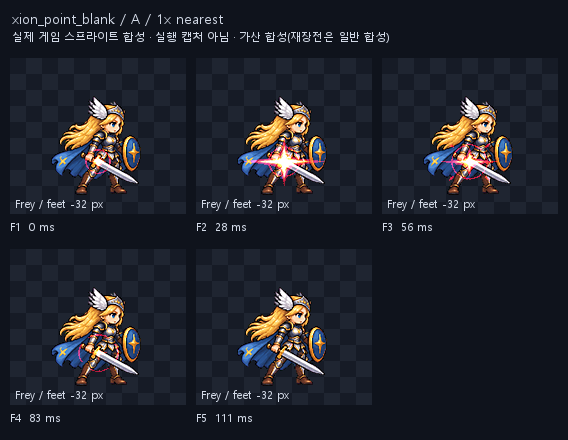 xion_point_blank / A / 1x nearest
실제 게임 스프라이트 합성 · 실행 캡처 아님 · 가산 합성(재장전은 일반 합성)
Frey / feet -32 px
Frey / feet -32 px
Frey / feet -32 px
F1 0 ms
F2 28 ms
F3 56 ms
Frey / feet -32 px
Frey / feet -32 px
F4 83 ms
F5 111 ms